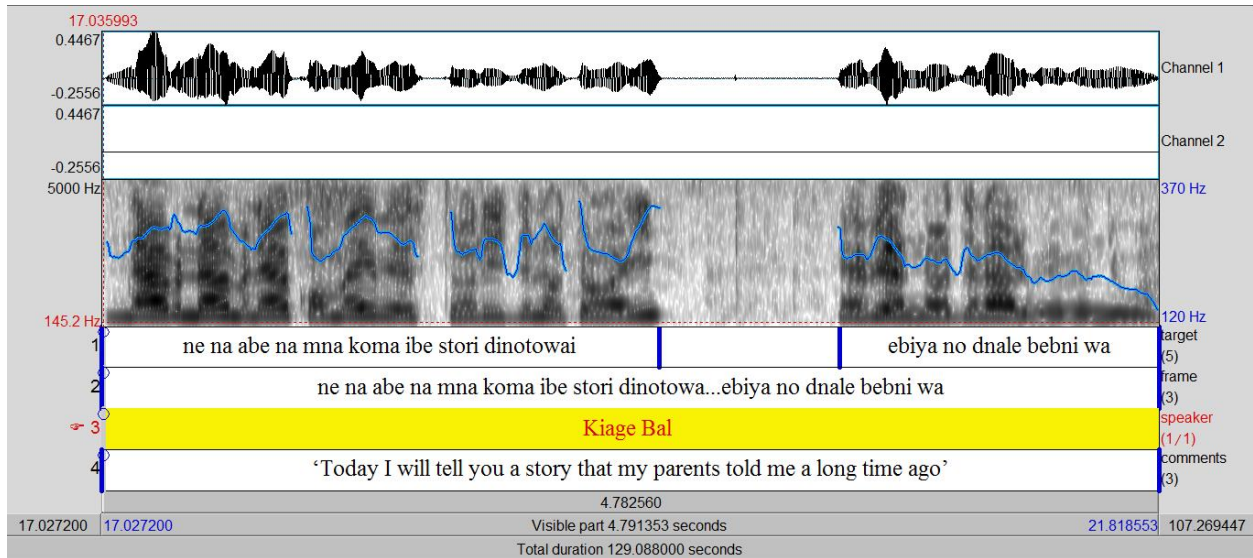 17.035993
0.4467
-0.2556
Channel 1
0.4467
-0.2556
Channel 2
5000 Hz
370 Hz
145.2 Hz
120 Hz
1 ne na abe na mna koma ibe stori dinotowai ebiya no dnale bebni wa target (5)
2 ne na abe na mna koma ibe stori dinotowa...ebiya no dnale bebni wa frame (3)
☞ 3 Kiage Bal speaker (1/1)
4 ‘Today I will tell you a story that my parents told me a long time ago’ comments (3)
4.782560
17.027200 17.027200 Visible part 4.791353 seconds 21.818553 107.269447
Total duration 129.088000 seconds